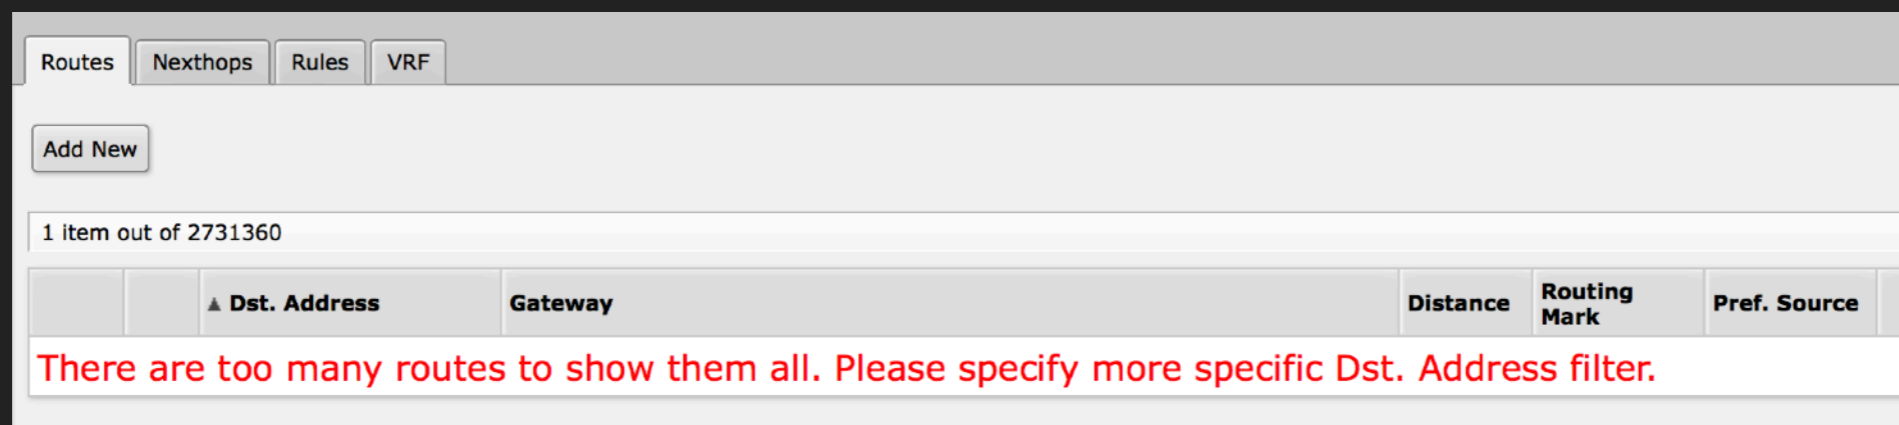 Routes Nexthops Rules VRF
Add New
1 item out of 2731360
▲ Dst. Address Gateway Distance Routing Mark Pref. Source
There are too many routes to show them all. Please specify more specific Dst. Address filter.